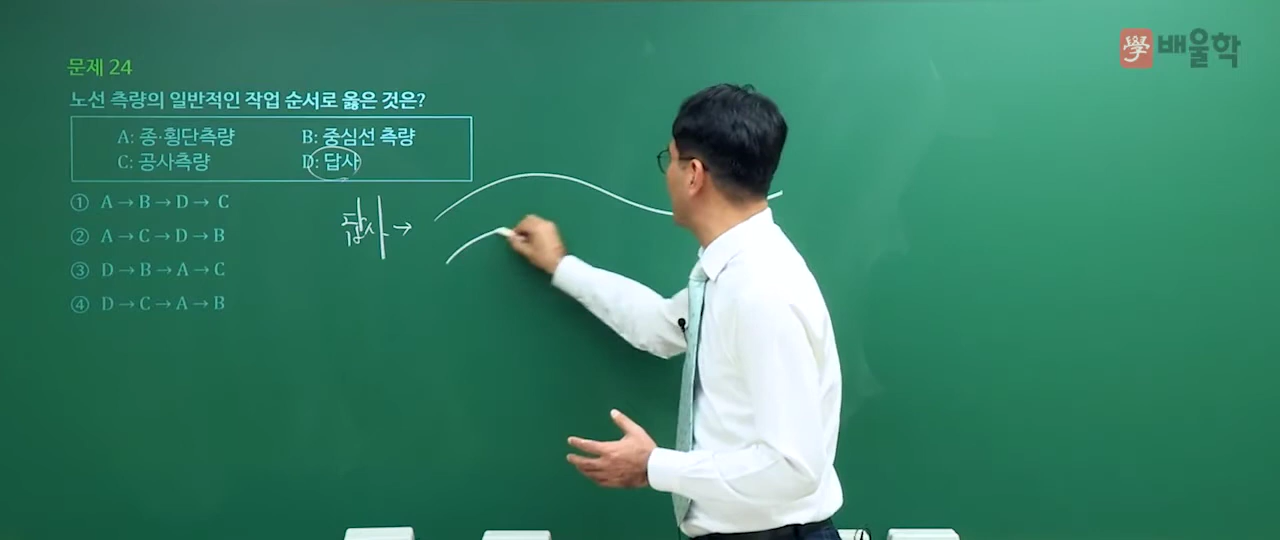 學 배울학
문제 24
노선 측량의 일반적인 작업 순서로 옳은 것은?
A: 종·횡단측량 B: 중심선 측량
C: 공사측량 D: 답사
① A → B → D → C
② A → C → D → B
③ D → B → A → C
④ D → C → A → B
답사 →